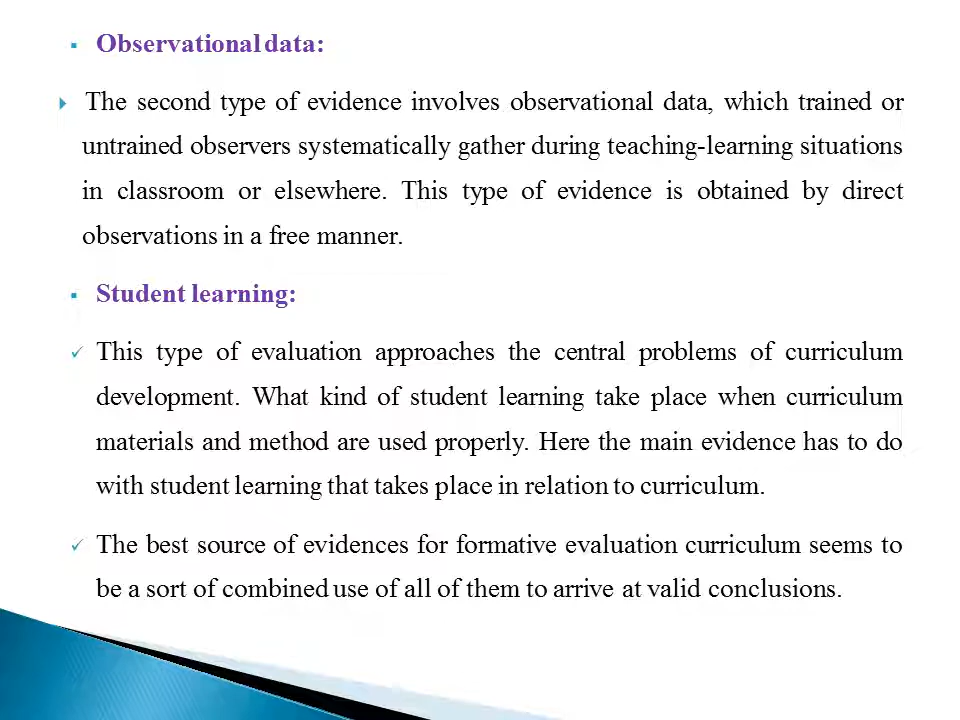 Observational data:
The second type of evidence involves observational data, which trained or
untrained observers systematically gather during teaching-learning situations
in classroom or elsewhere. This type of evidence is obtained by direct
observations in a free manner.
Student learning:
This type of evaluation approaches the central problems of curriculum
development. What kind of student learning take place when curriculum
materials and method are used properly. Here the main evidence has to do
with student learning that takes place in relation to curriculum.
The best source of evidences for formative evaluation curriculum seems to
be a sort of combined use of all of them to arrive at valid conclusions.